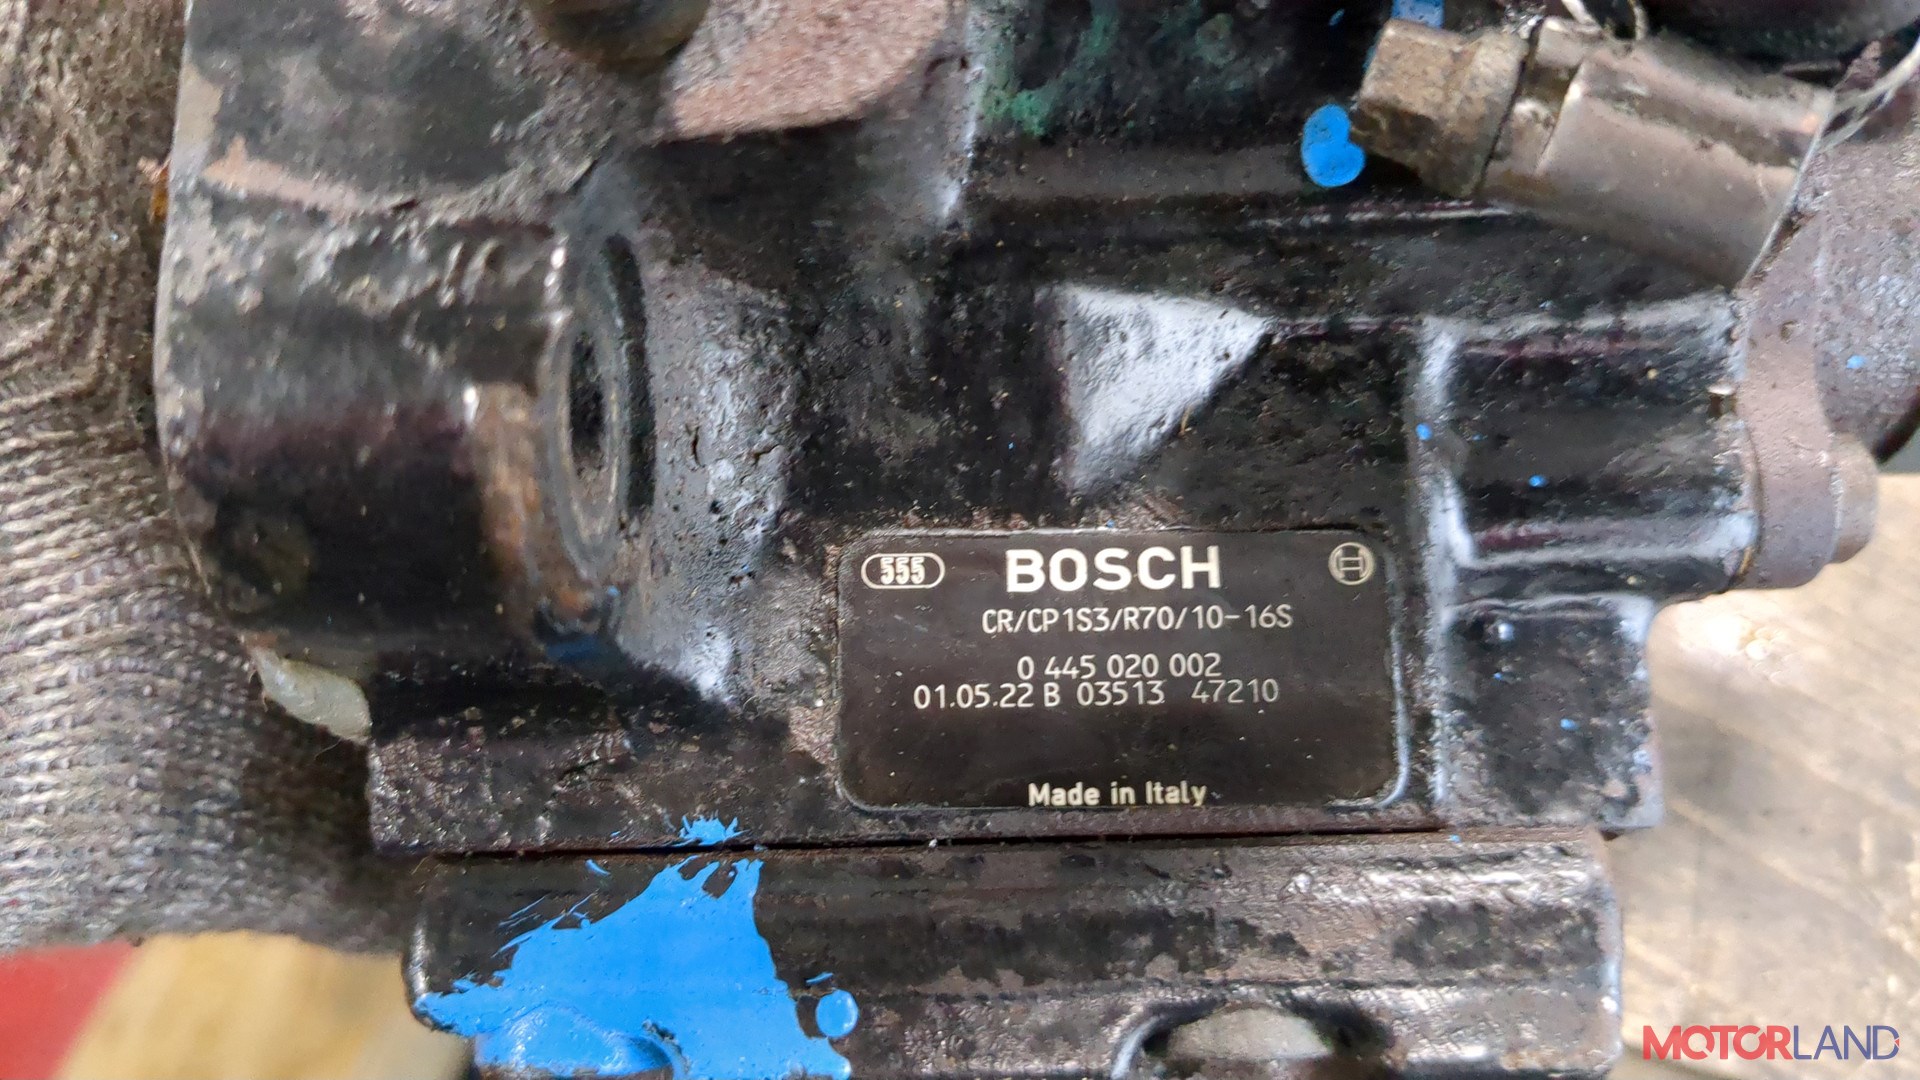 555 BOSCH
CR/CP1S3/R70/10-16S
0 445 020 002
01.05.22 B 03513 47210
Made in Italy
MOTORLAND